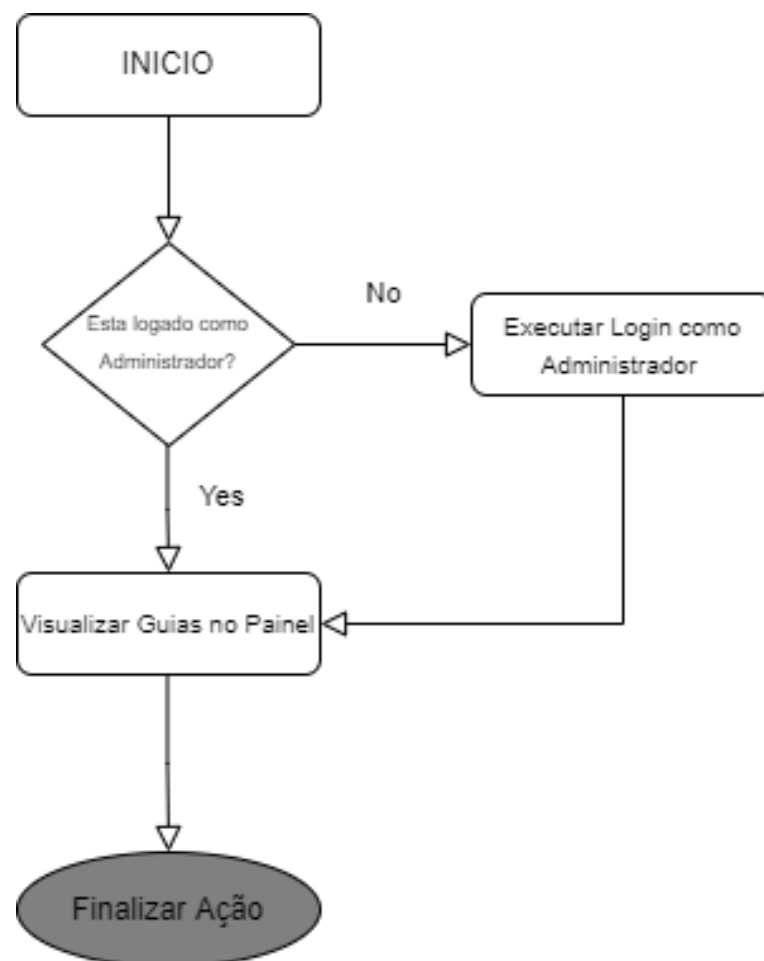 INICIO
No
Esta logado como
Administrador?
Executar Login como
Administrador
Yes
Visualizar Guias no Painel
Finalizar Ação